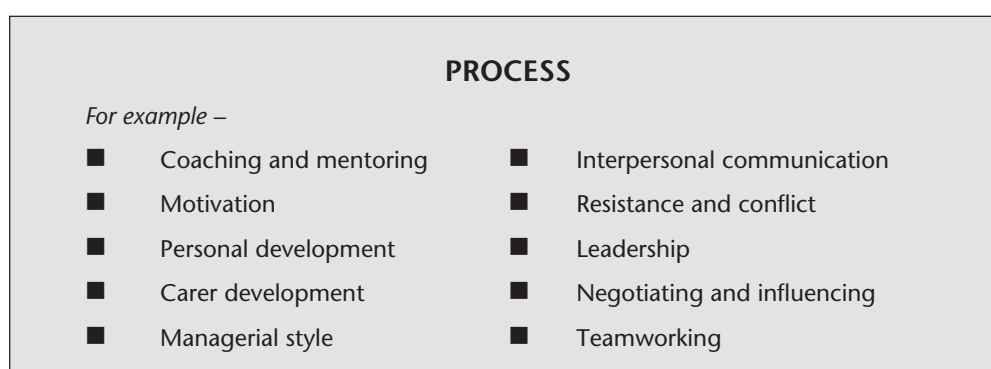 PROCESS
For example –
■ Coaching and mentoring
■ Motivation
■ Personal development
■ Carer development
■ Managerial style
■ Interpersonal communication
■ Resistance and conflict
■ Leadership
■ Negotiating and influencing
■ Teamworking